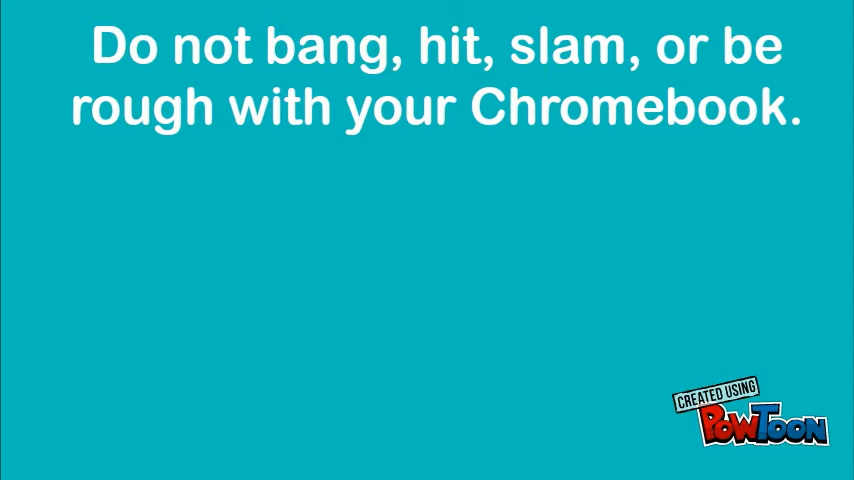 Do not bang, hit, slam, or be
rough with your Chromebook.
CREATED USING
POWTOON